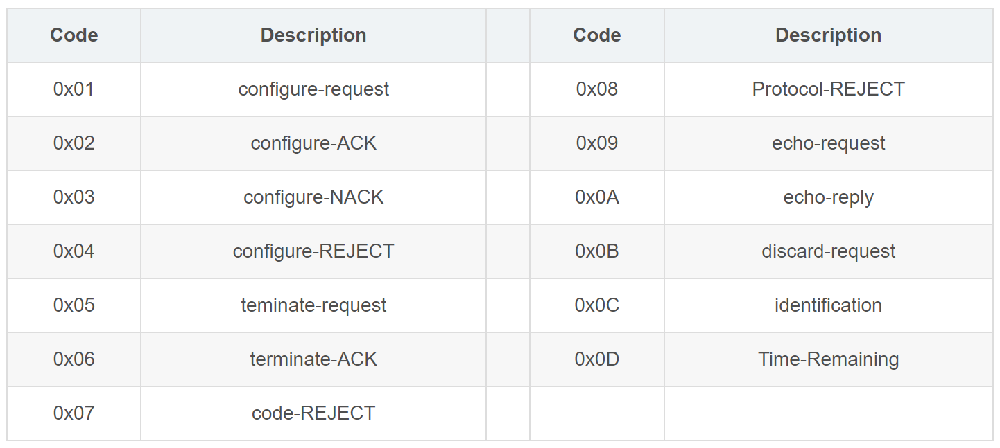 Code Description Code Description
0x01 configure-request 0x08 Protocol-REJECT
0x02 configure-ACK 0x09 echo-request
0x03 configure-NACK 0x0A echo-reply
0x04 configure-REJECT 0x0B discard-request
0x05 teminate-request 0x0C identification
0x06 terminate-ACK 0x0D Time-Remaining
0x07 code-REJECT